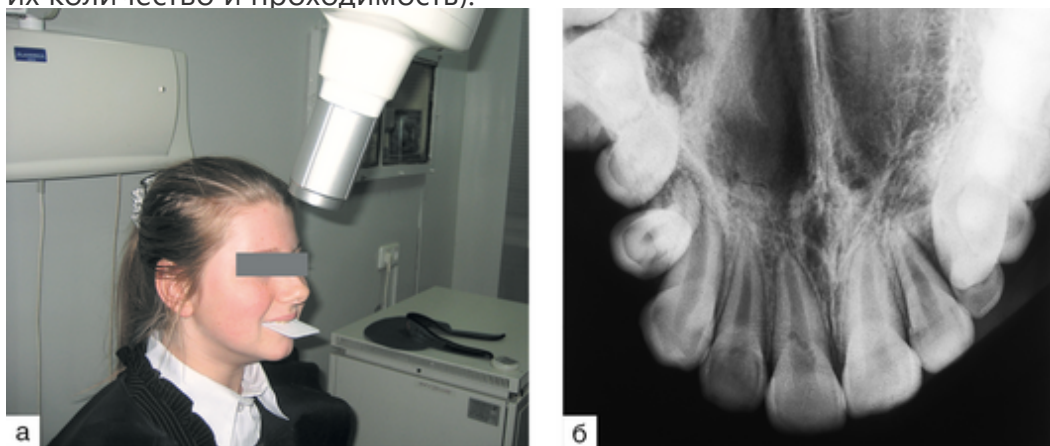 их количество и проходимость).
а
б